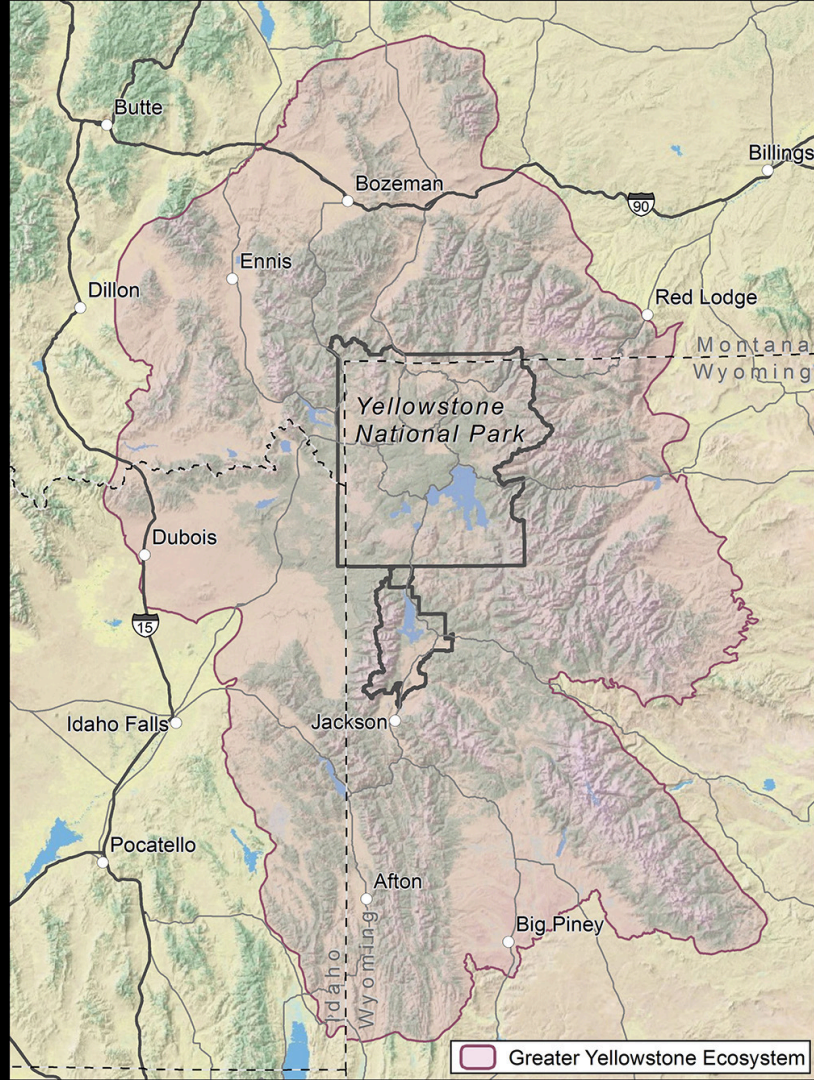 Butte
Billings
Bozeman
90
Ennis
Dillon
Red Lodge
Montana
Wyoming
Yellowstone
National Park
Dubois
15
Idaho Falls
Jackson
Pocatello
Afton
Big Piney
Idaho
Wyoming
Greater Yellowstone Ecosystem